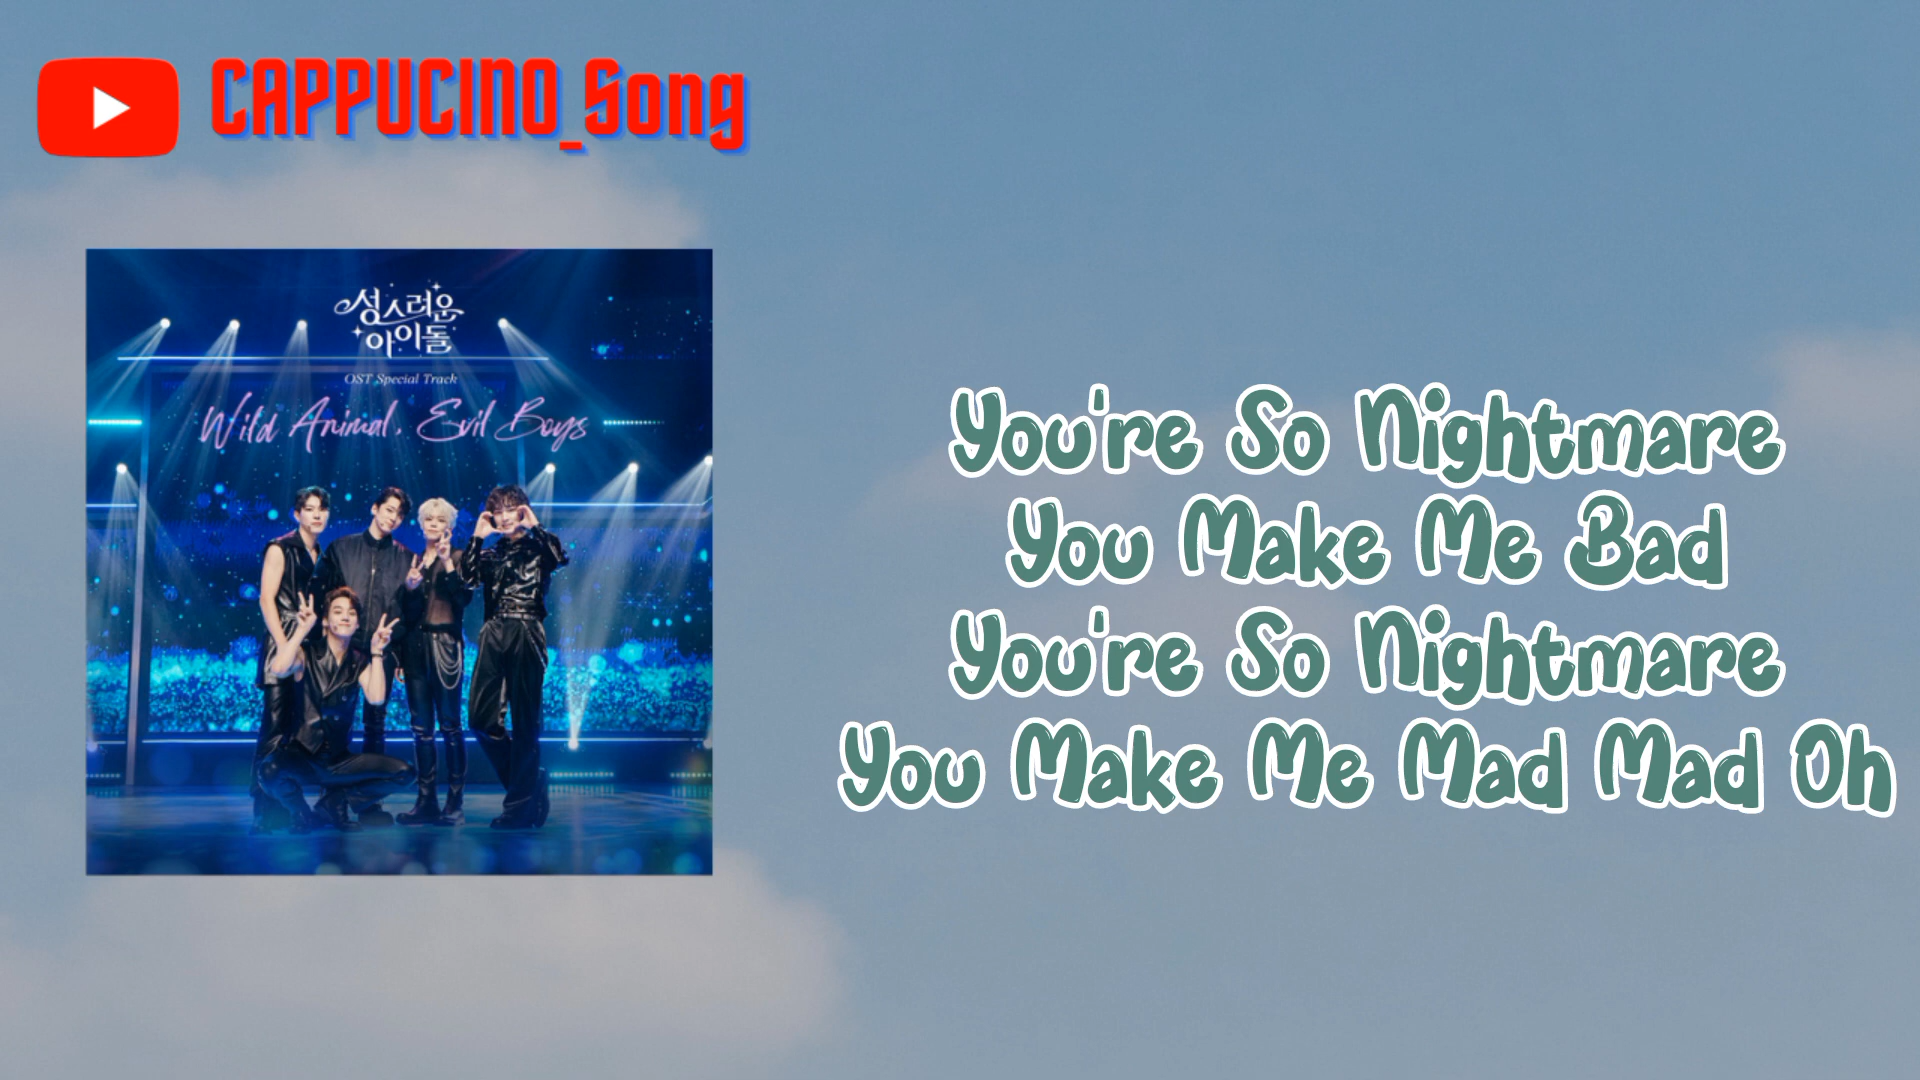 CAPPUCINO_Song
성스러운
아이돌
OST Special Track
Wild Animal, Evil Boys
You're So Nightmare
You Make Me Bad
You're So Nightmare
You Make Me Mad Mad Oh